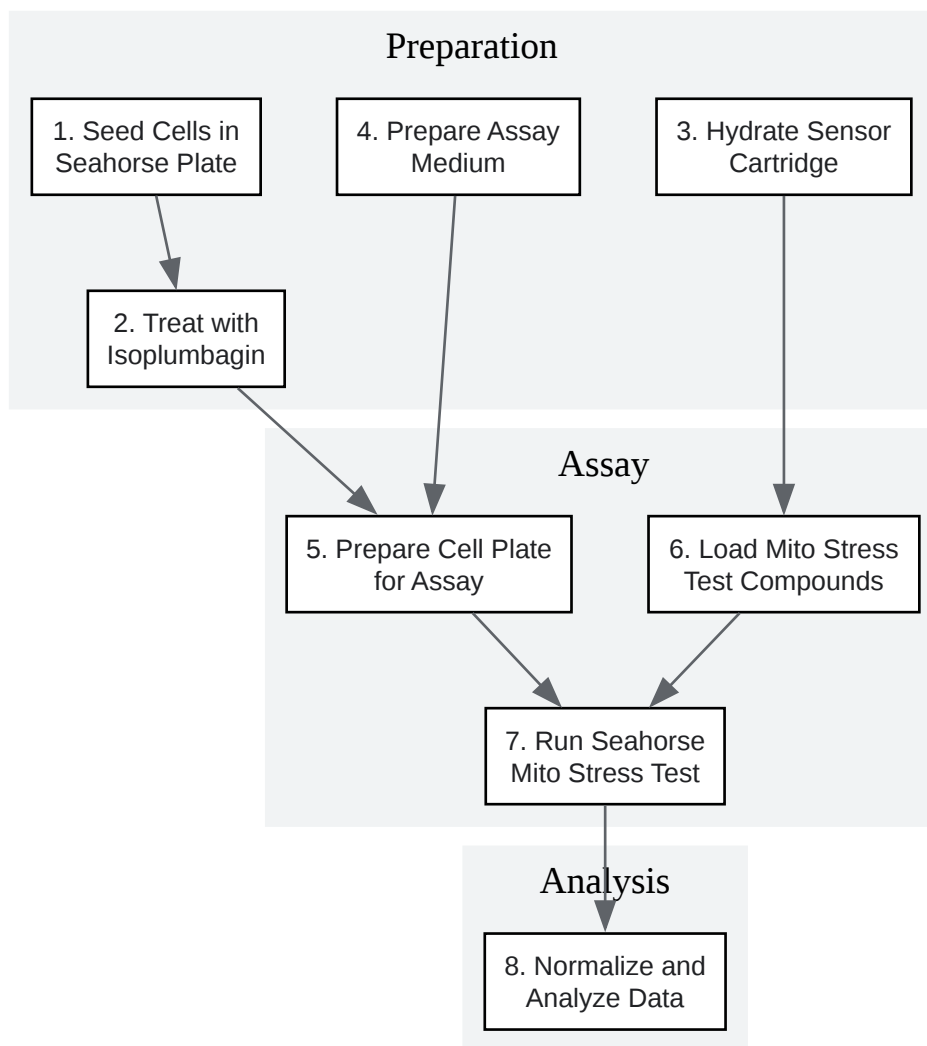 Preparation
1. Seed Cells in
Seahorse Plate
4. Prepare Assay
Medium
3. Hydrate Sensor
Cartridge
2. Treat with
Isoplumbagin
Assay
5. Prepare Cell Plate
for Assay
6. Load Mito Stress
Test Compounds
7. Run Seahorse
Mito Stress Test
Analysis
8. Normalize and
Analyze Data